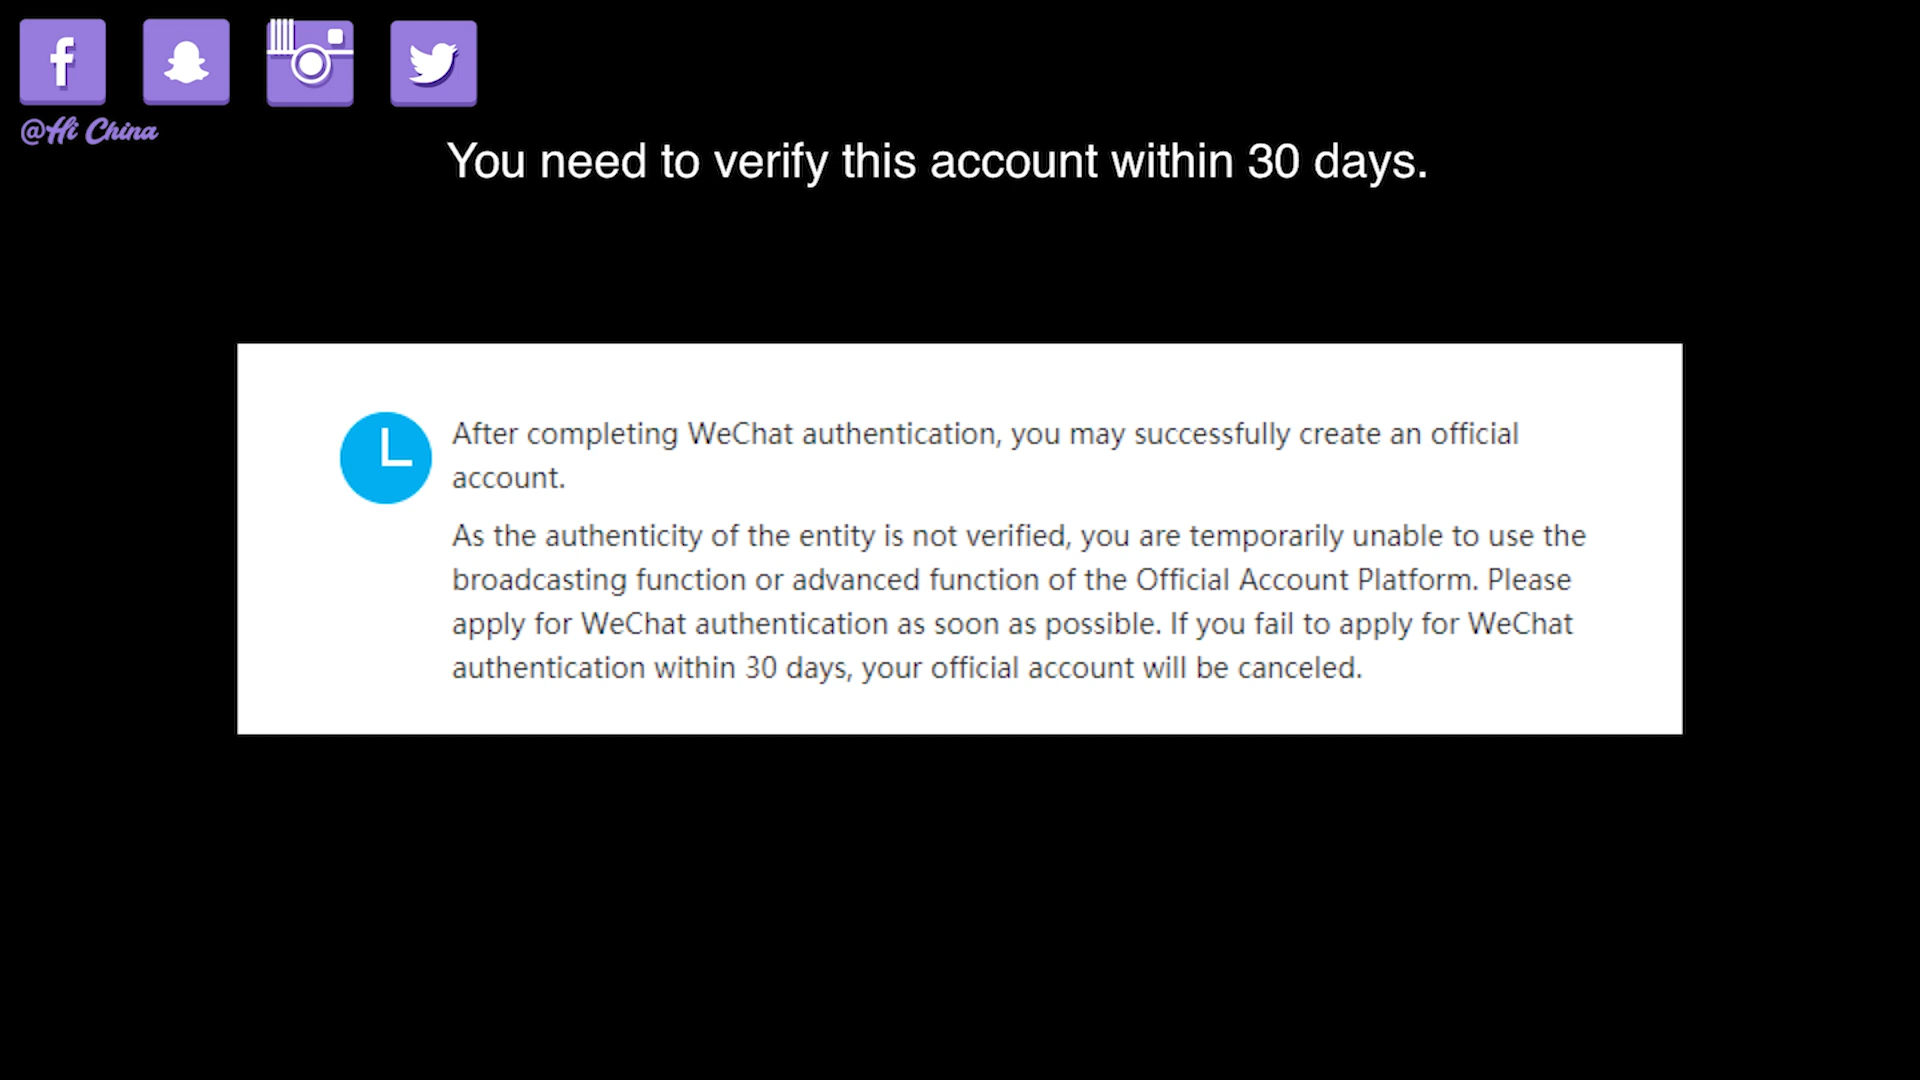 @Hi China
You need to verify this account within 30 days.
After completing WeChat authentication, you may successfully create an official
account.
As the authenticity of the entity is not verified, you are temporarily unable to use the
broadcasting function or advanced function of the Official Account Platform. Please
apply for WeChat authentication as soon as possible. If you fail to apply for WeChat
authentication within 30 days, your official account will be canceled.